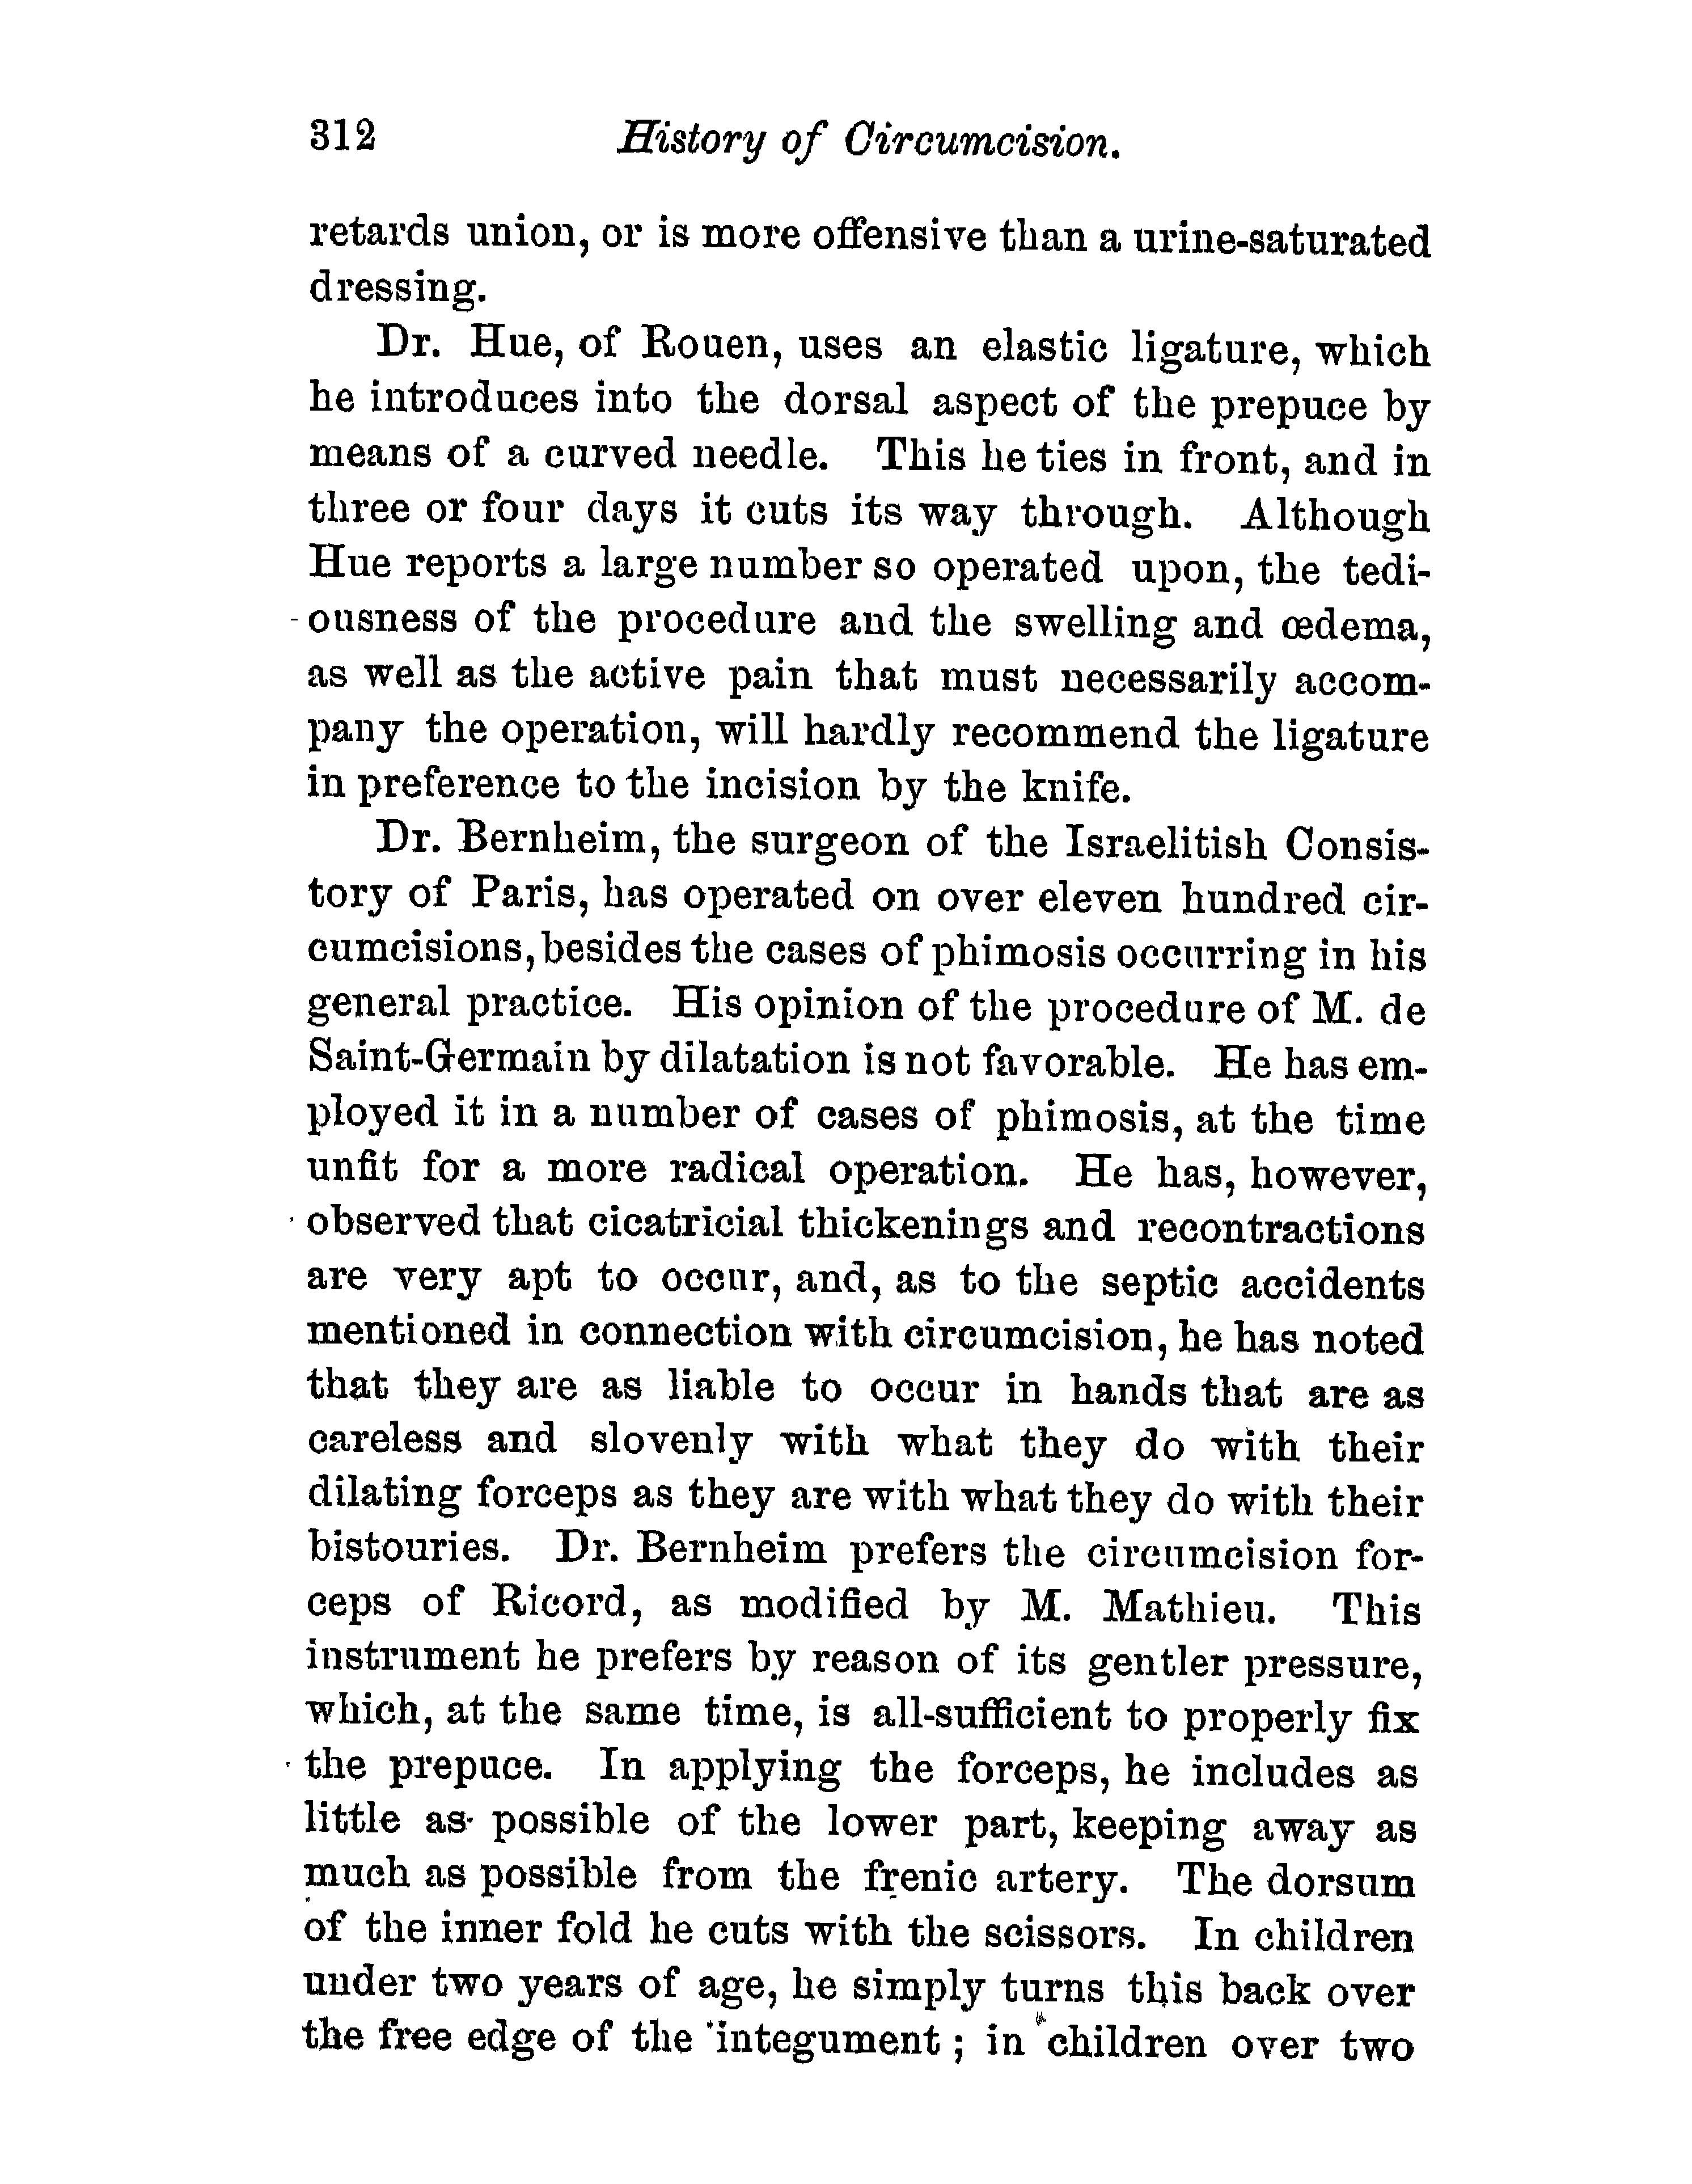 312 History of Circumcision.
retards union, or is more offensive than a urine-saturated
dressing.
Dr. Hue, of Rouen, uses an elastic ligature, which
he introduces into the dorsal aspect of the prepuce by
means of a curved needle. This he ties in front, and in
three or four days it cuts its way through. Although
Hue reports a large number so operated upon, the tedi-
ousness of the procedure and the swelling and œdema,
as well as the active pain that must necessarily accom-
pany the operation, will hardly recommend the ligature
in preference to the incision by the knife.
Dr. Bernheim, the surgeon of the Israelitish Consis-
tory of Paris, has operated on over eleven hundred cir-
cumcisions, besides the cases of phimosis occurring in his
general practice. His opinion of the procedure of M. de
Saint-Germain by dilatation is not favorable. He has em-
ployed it in a number of cases of phimosis, at the time
unfit for a more radical operation. He has, however,
observed that cicatricial thickenings and recontractions
are very apt to occur, and, as to the septic accidents
mentioned in connection with circumcision, he has noted
that they are as liable to occur in hands that are as
careless and slovenly with what they do with their
dilating forceps as they are with what they do with their
bistouries. Dr. Bernheim prefers the circumcision for-
ceps of Ricord, as modified by M. Mathieu. This
instrument he prefers by reason of its gentler pressure,
which, at the same time, is all-sufficient to properly fix
the prepuce. In applying the forceps, he includes as
little as possible of the lower part, keeping away as
much as possible from the frenic artery. The dorsum
of the inner fold he cuts with the scissors. In children
under two years of age, he simply turns this back over
the free edge of the integument; in children over two